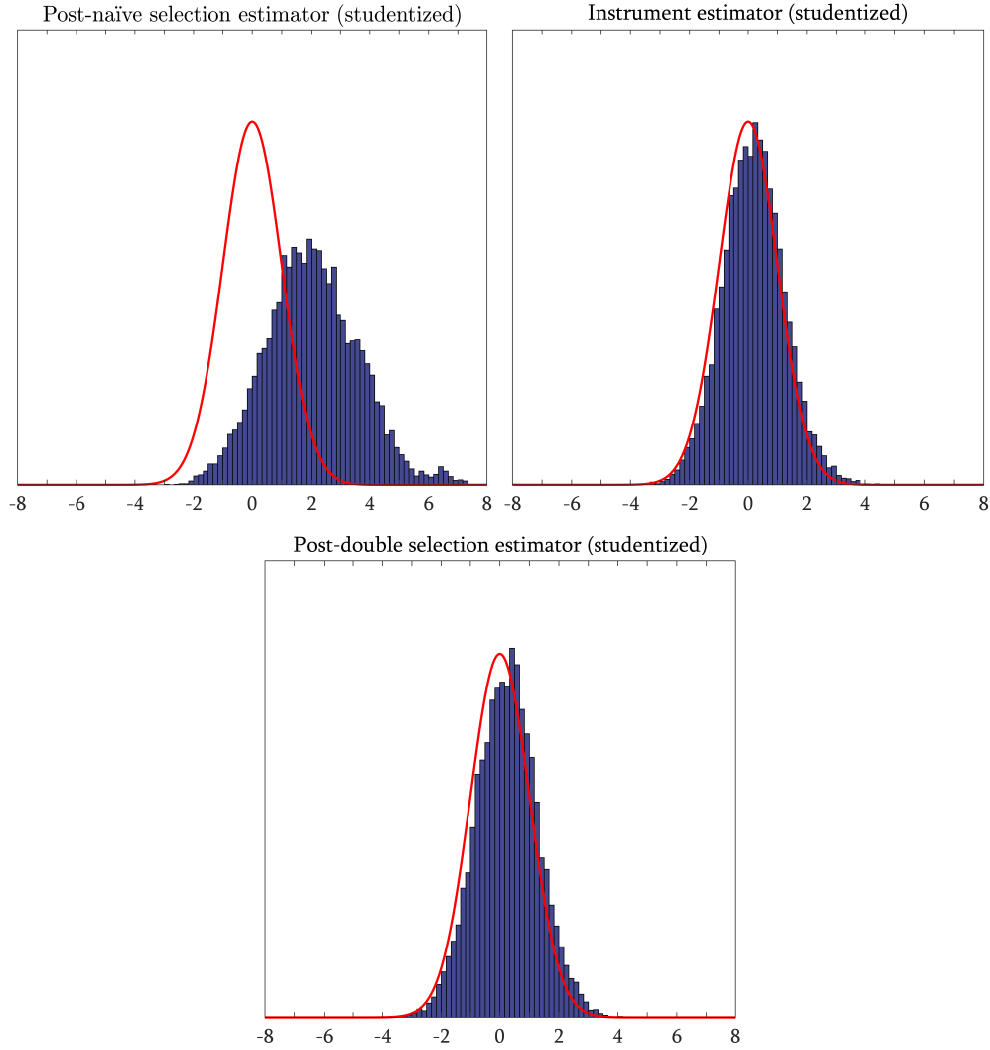 Post-naïve selection estimator (studentized)
Instrument estimator (studentized)
-8 -6 -4 -2 0 2 4 6 8
-8 -6 -4 -2 0 2 4 6 8
Post-double selection estimator (studentized)
-8 -6 -4 -2 0 2 4 6 8